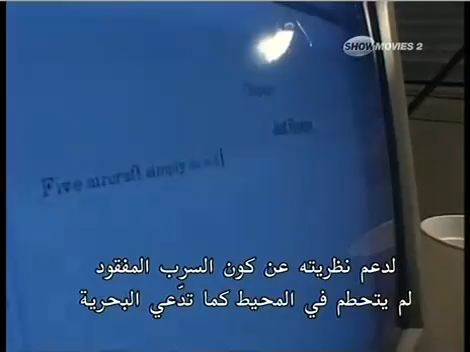 SHOWMOVIES 2
Five aircraft simply
لدعم نظريته عن كون السرب المفقود
لم يتحطم في المحيط كما تدّعي البحرية